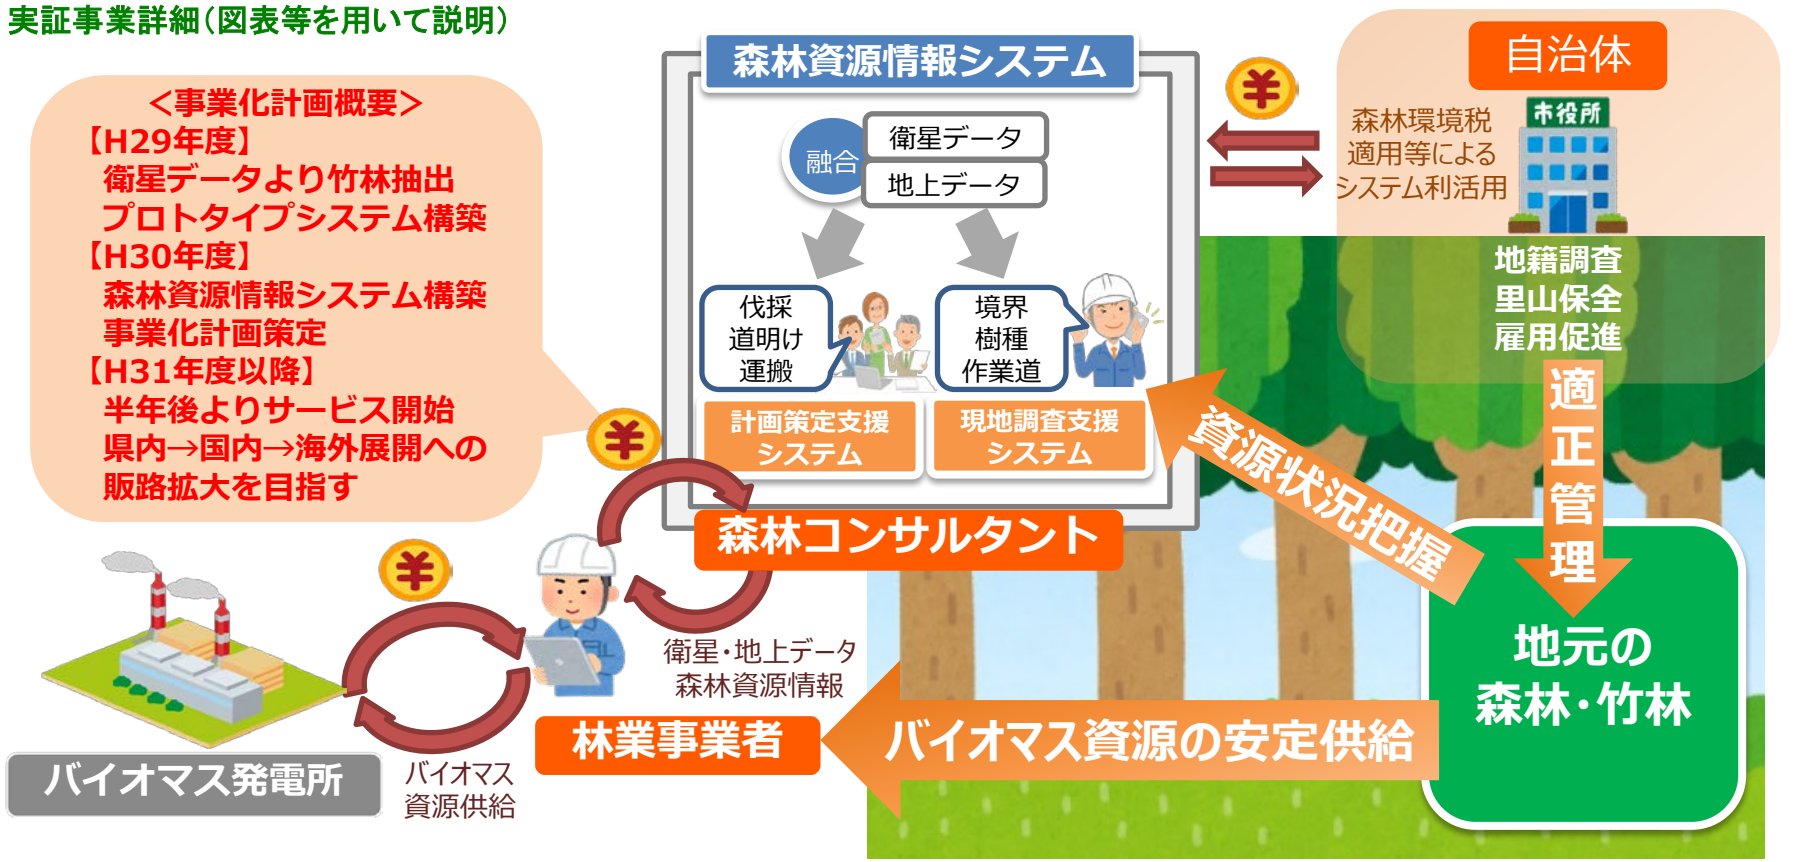 実証事業詳細（図表等を用いて説明）
＜事業化計画概要＞
【H29年度】
衛星データより竹林抽出
プロトタイプシステム構築
【H30年度】
森林資源情報システム構築
事業化計画策定
【H31年度以降】
半年後よりサービス開始
県内→国内→海外展開への
販路拡大を目指す
森林資源情報システム
融合
衛星データ
地上データ
伐採
道明け
運搬
境界
樹種
作業道
計画策定支援
システム
現地調査支援
システム
森林コンサルタント
自治体
市役所
森林環境税
適用等による
システム利活用
地籍調査
里山保全
雇用促進
適正管理
資源状況把握
地元の
森林・竹林
バイオマス資源の安定供給
衛星・地上データ
森林資源情報
林業事業者
バイオマス
資源供給
バイオマス発電所
¥
¥
¥